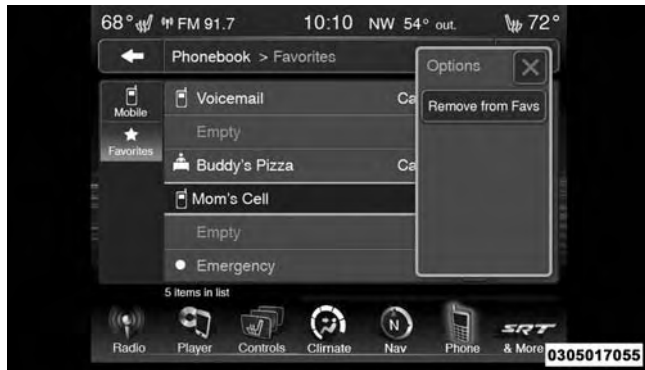 68° FM 91.7 10:10 NW 54° out. 72°
Phonebook > Favorites
Options
Mobile
Voicemail
Ca
Remove from Favs
Empty
Favorites
Buddy's Pizza
Ca
Mom's Cell
Empty
Emergency
5 items in list
N
Radio Player Controls Climate Nav Phone SRT & More
0305017055